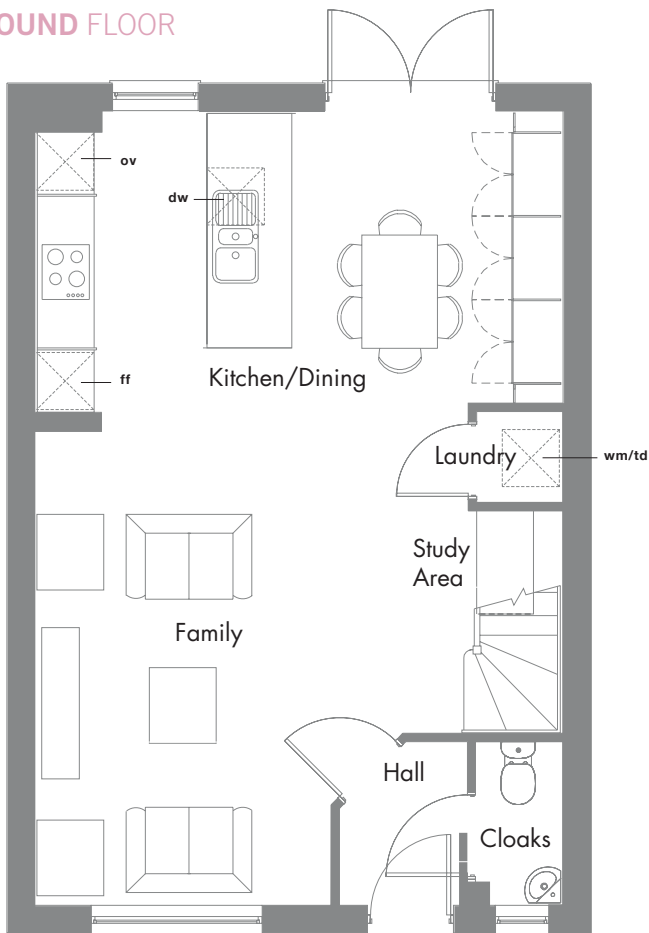 OUND FLOOR
ov
dw
ff
Kitchen/Dining
Laundry
wm/td
Study
Area
Family
Hall
Cloaks